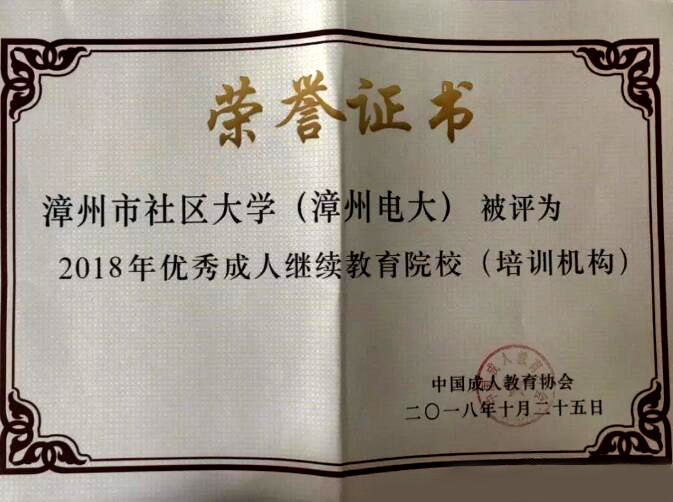 荣誉证书
漳州市社区大学（漳州电大）被评为
2018年优秀成人继续教育院校（培训机构）
中国成人教育协会
二〇一八年十月二十五日